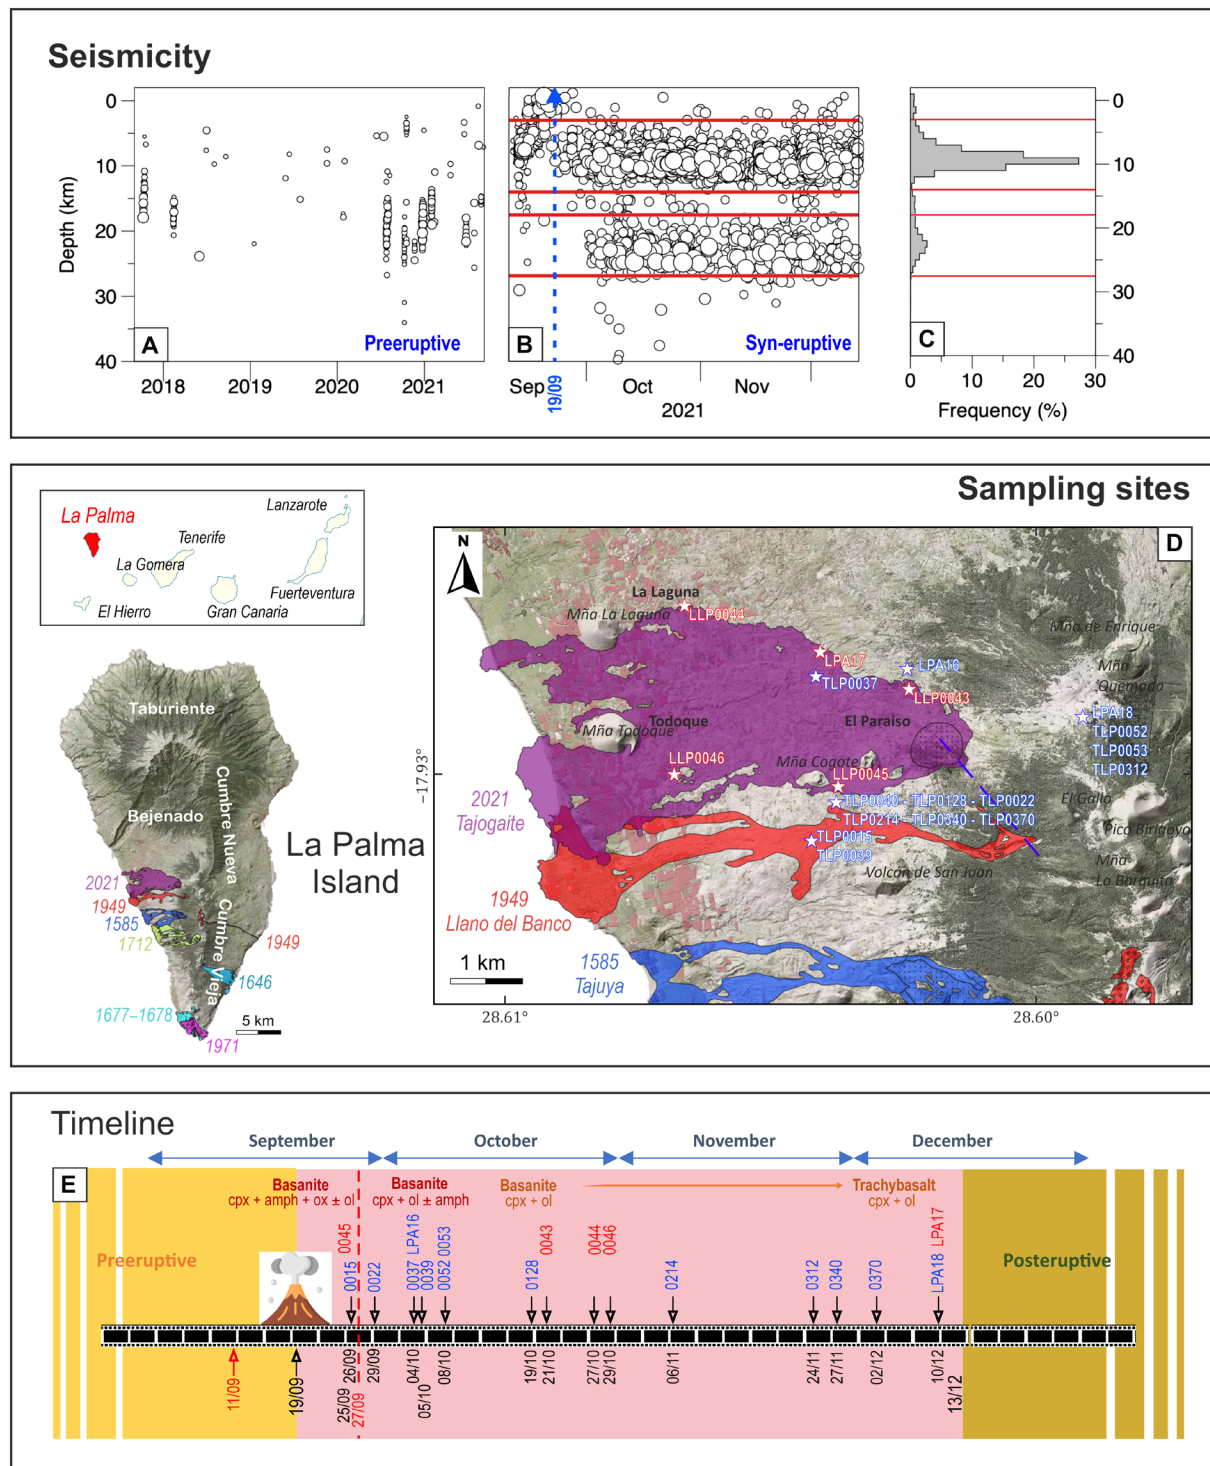 Seismicity
0
10
20
30
40
Depth (km)
A
Preeruptive
2018
2019
2020
2021
B
Syn-eruptive
Sep
19/09
Oct
Nov
2021
C
0
10
20
30
40
0
10
20
30
Frequency (%)
Sampling sites
La Palma
Lanzarote
Tenerife
La Gomera
El Hierro
Gran Canaria
Fuerteventura
Taburiente
Cumbre Nueva
Bejenado
Cumbre Vieja
La Palma
Island
2021
1949
1585
1712
1949
1646
1677–1678
1971
5 km
D
N
La Laguna
Mña La Laguna
LLP0044
LPA17
TLP0037
LPA16
LLP0043
Mña de Enrique
Mña
Quemada
LPA18
TLP0052
TLP0053
TLP0312
Todoque
Mña Todoque
El Paraiso
LLP0046
Mña Cogote
LLP0045
TLP0040 - TLP0128 - TLP0022
TLP0214 - TLP0340 - TLP0370
TLP0015
TLP0039
El Gallo
Pico Birigoyo
Mña
La Barquita
Volcán de San Juan
−17.93°
2021
Tajogaite
1949
Llano del Banco
1585
Tajuya
1 km
28.61°
28.60°
Timeline
September
October
November
December
E
Basanite
cpx + amph + ox ± ol
Basanite
cpx + ol ± amph
Basanite
cpx + ol
Trachybasalt
cpx + ol
Preeruptive
Posteruptive
0015
0045
0022
0037 LPA16
0039
0052 0053
0128
0043
0044
0046
0214
0312
0340
0370
LPA18 LPA17
11/09
19/09
25/09
26/09
27/09
29/09
04/10
05/10
08/10
19/10
21/10
27/10
29/10
06/11
24/11
27/11
02/12
10/12
13/12